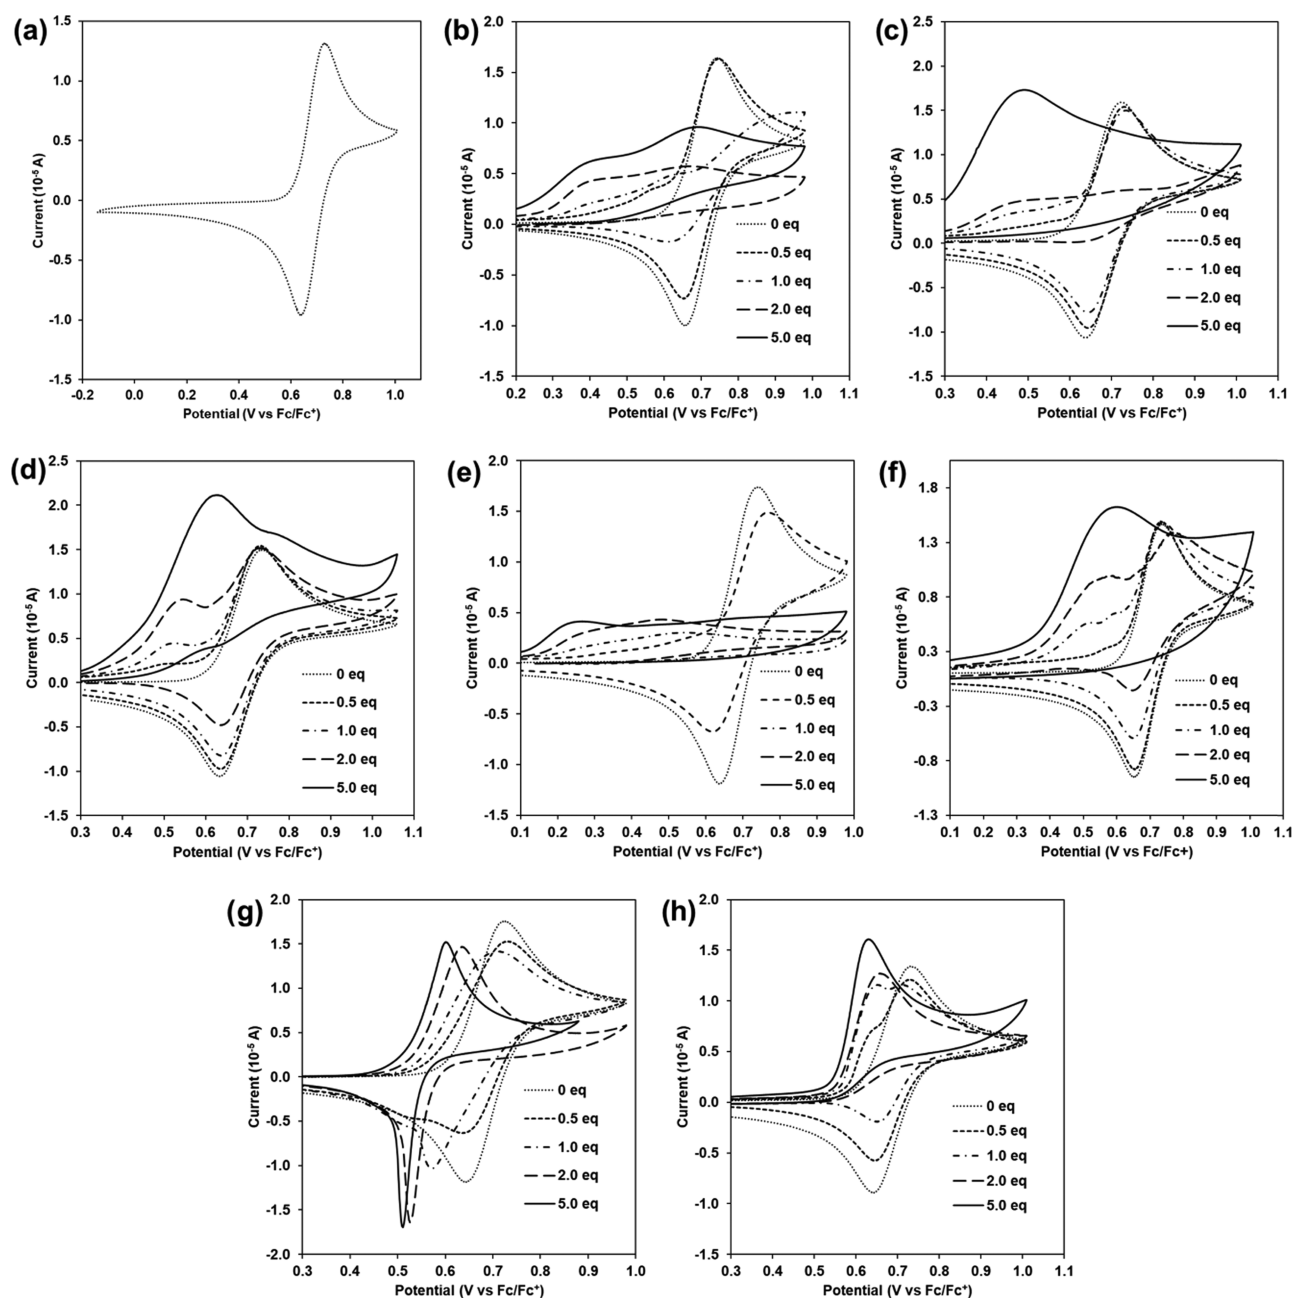 (a)
1.5
1.0
0.5
0.0
-0.5
-1.0
-1.5
Current (10⁻⁵ A)
-0.2 0.0 0.2 0.4 0.6 0.8 1.0
Potential (V vs Fc/Fc⁺)
(b)
2.0
1.5
1.0
0.5
0.0
-0.5
-1.0
-1.5
Current (10⁻⁵ A)
0 eq
0.5 eq
1.0 eq
2.0 eq
5.0 eq
0.2 0.3 0.4 0.5 0.6 0.7 0.8 0.9 1.0 1.1
Potential (V vs Fc/Fc⁺)
(c)
2.5
2.0
1.5
1.0
0.5
0.0
-0.5
-1.0
-1.5
Current (10⁻⁵ A)
0 eq
0.5 eq
1.0 eq
2.0 eq
5.0 eq
0.3 0.4 0.5 0.6 0.7 0.8 0.9 1.0 1.1
Potential (V vs Fc/Fc⁺)
(d)
2.5
2.0
1.5
1.0
0.5
0.0
-0.5
-1.0
-1.5
Current (10⁻⁵ A)
0 eq
0.5 eq
1.0 eq
2.0 eq
5.0 eq
0.3 0.4 0.5 0.6 0.7 0.8 0.9 1.0 1.1
Potential (V vs Fc/Fc⁺)
(e)
2.0
1.5
1.0
0.5
0.0
-0.5
-1.0
-1.5
Current (10⁻⁵ A)
0 eq
0.5 eq
1.0 eq
2.0 eq
5.0 eq
0.1 0.2 0.3 0.4 0.5 0.6 0.7 0.8 0.9 1.0
Potential (V vs Fc/Fc⁺)
(f)
1.8
1.3
0.8
0.3
-0.3
-0.8
-1.3
Current (10⁻⁵ A)
0 eq
0.5 eq
1.0 eq
2.0 eq
5.0 eq
0.1 0.2 0.3 0.4 0.5 0.6 0.7 0.8 0.9 1.0 1.1
Potential (V vs Fc/Fc+)
(g)
2.0
1.5
1.0
0.5
0.0
-0.5
-1.0
-1.5
-2.0
Current (10⁻⁵ A)
0 eq
0.5 eq
1.0 eq
2.0 eq
5.0 eq
0.3 0.4 0.5 0.6 0.7 0.8 0.9 1.0
Potential (V vs Fc/Fc⁺)
(h)
2.0
1.5
1.0
0.5
0.0
-0.5
-1.0
-1.5
Current (10⁻⁵ A)
0 eq
0.5 eq
1.0 eq
2.0 eq
5.0 eq
0.3 0.4 0.5 0.6 0.7 0.8 0.9 1.0 1.1
Potential (V vs Fc/Fc⁺)